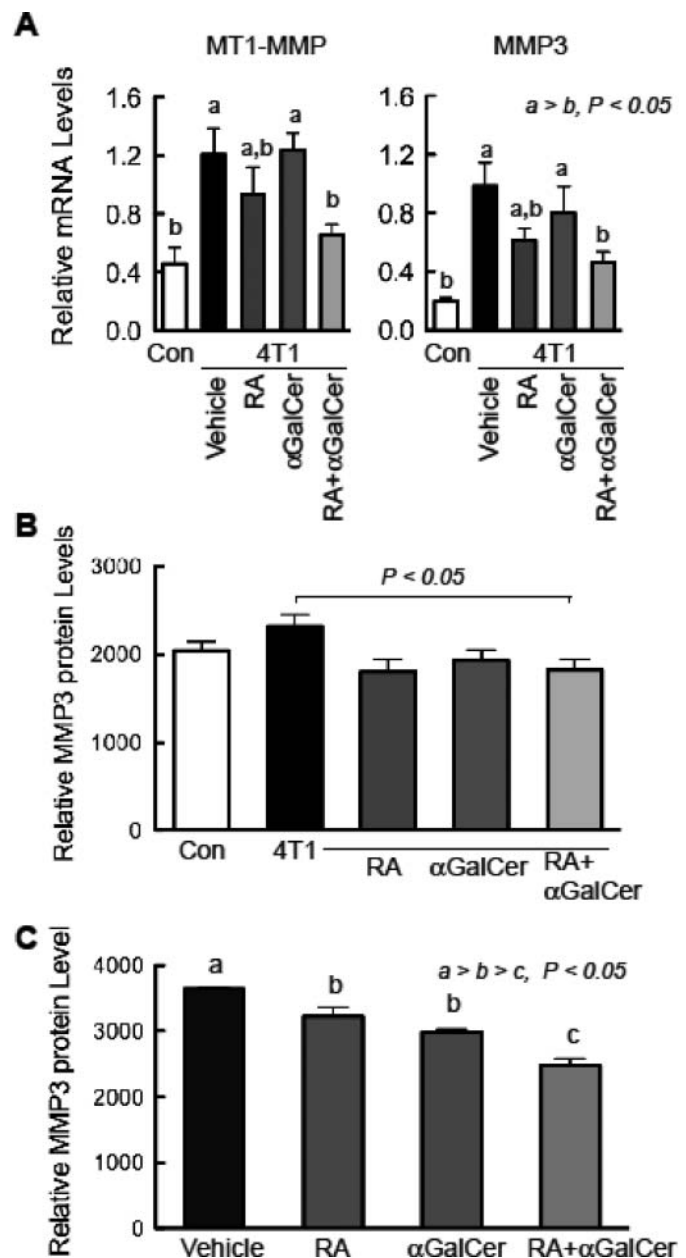 A
MT1-MMP
MMP3
Relative mRNA Levels
1.6
1.2
0.8
0.4
0.0
b
a
a,b
a
b
Con
4T1
Vehicle
RA
αGalCer
RA+αGalCer
1.6
1.2
0.8
0.4
0.0
a > b, P < 0.05
b
a
a,b
a
b
Con
4T1
Vehicle
RA
αGalCer
RA+αGalCer
B
Relative MMP3 protein Levels
3000
2000
1000
0
P < 0.05
Con
4T1
RA
αGalCer
RA+
αGalCer
C
Relative MMP3 protein Level
4000
3000
2000
1000
0
a > b > c, P < 0.05
a
b
b
c
Vehicle
RA
αGalCer
RA+αGalCer